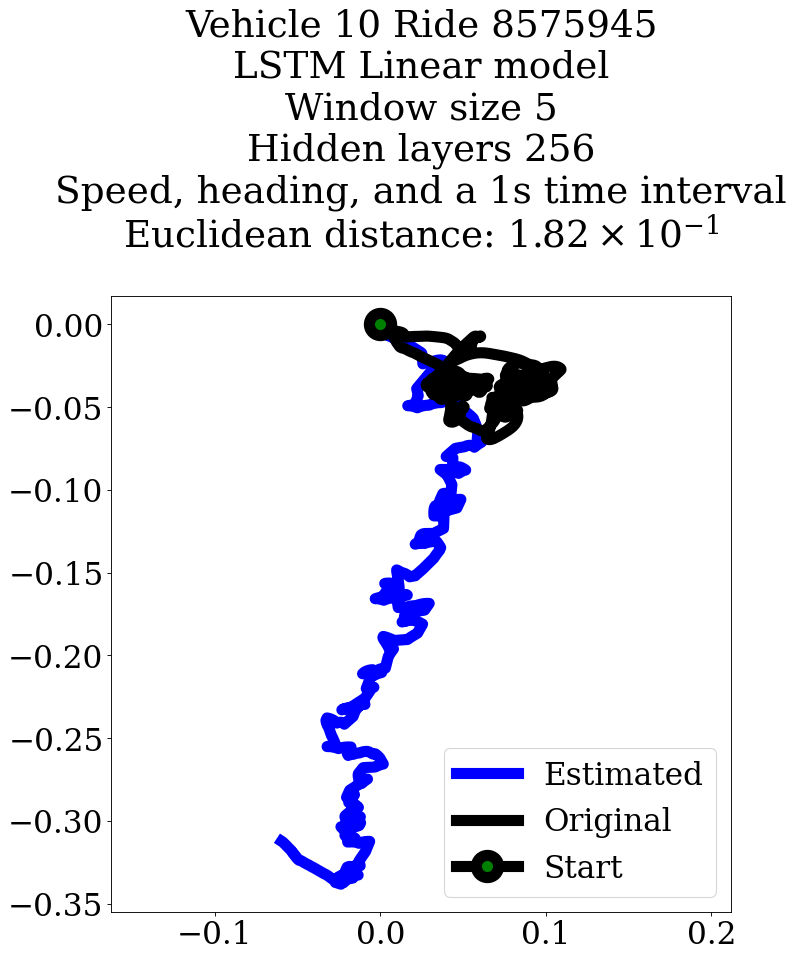 Vehicle 10 Ride 8575945
LSTM Linear model
Window size 5
Hidden layers 256
Speed, heading, and a 1s time interval
Euclidean distance: 1.82 × 10⁻¹
0.00
−0.05
−0.10
−0.15
−0.20
−0.25
−0.30
−0.35
Estimated
Original
Start
−0.1
0.0
0.1
0.2